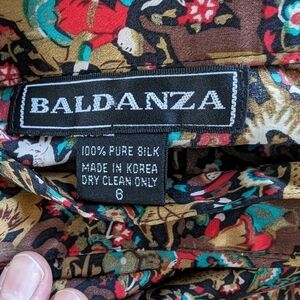 BALDANZA
100% PURE SILK
MADE IN KOREA
DRY CLEAN ONLY
6